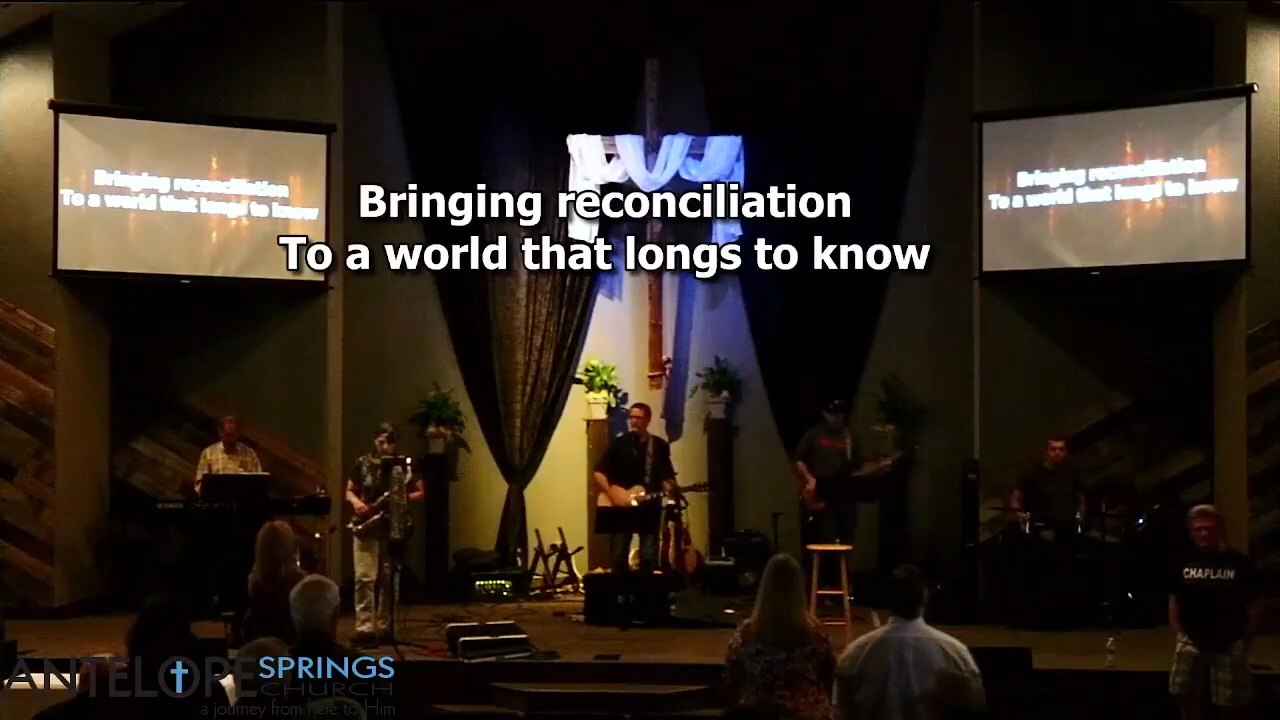 Bringing reconciliation
To a world that longs to know
Bringing reconciliation
To a world that longs to know
Bringing reconciliation
To a world that longs to know
CHAPLAIN
ANTELOPE SPRINGS
CHURCH
a journey from here to Him